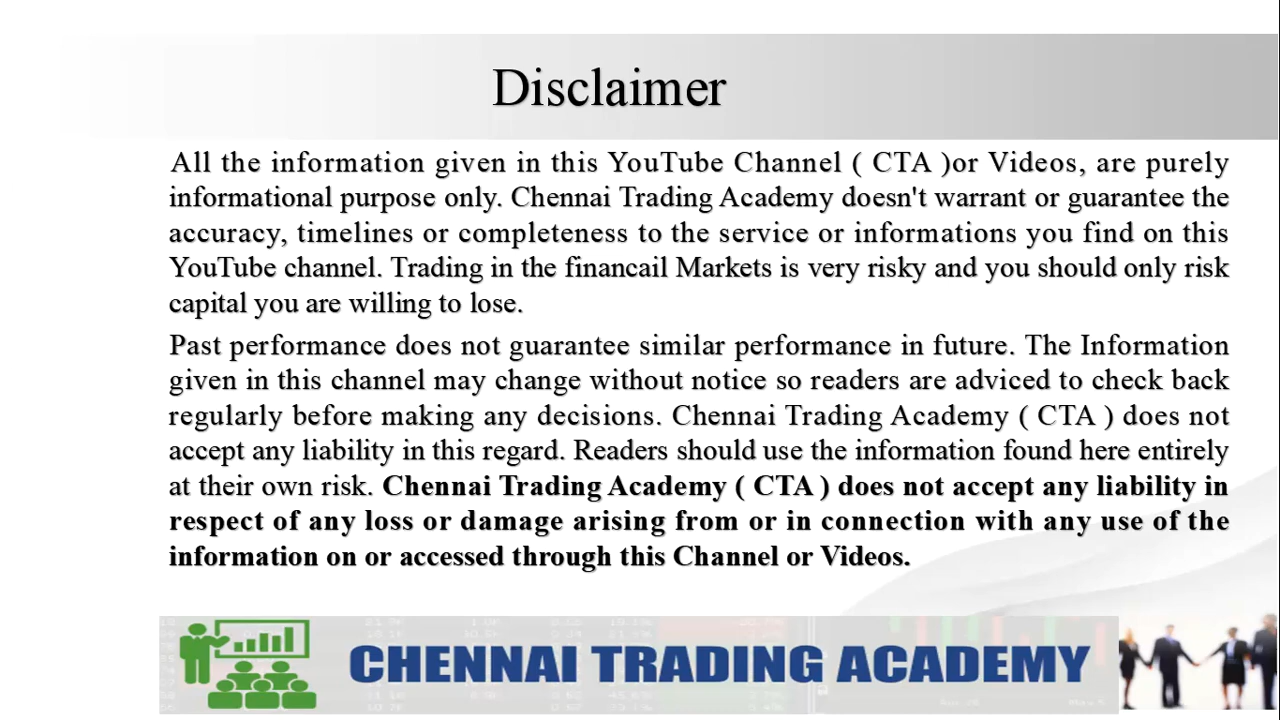 Disclaimer
All the information given in this YouTube Channel ( CTA )or Videos, are purely
informational purpose only. Chennai Trading Academy doesn't warrant or guarantee the
accuracy, timelines or completeness to the service or informations you find on this
YouTube channel. Trading in the financail Markets is very risky and you should only risk
capital you are willing to lose.
Past performance does not guarantee similar performance in future. The Information
given in this channel may change without notice so readers are adviced to check back
regularly before making any decisions. Chennai Trading Academy ( CTA ) does not
accept any liability in this regard. Readers should use the information found here entirely
at their own risk. Chennai Trading Academy ( CTA ) does not accept any liability in
respect of any loss or damage arising from or in connection with any use of the
information on or accessed through this Channel or Videos.
CHENNAI TRADING ACADEMY